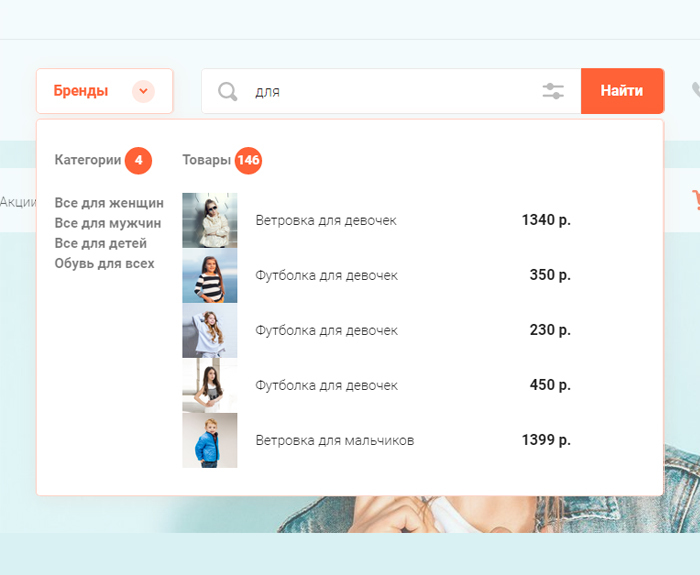 Бренды
для
Найти
Категории 4
Товары 146
Акции
Все для женщин
Все для мужчин
Все для детей
Обувь для всех
Ветровка для девочек 1340 р.
Футболка для девочек 350 р.
Футболка для девочек 230 р.
Футболка для девочек 450 р.
Ветровка для мальчиков 1399 р.